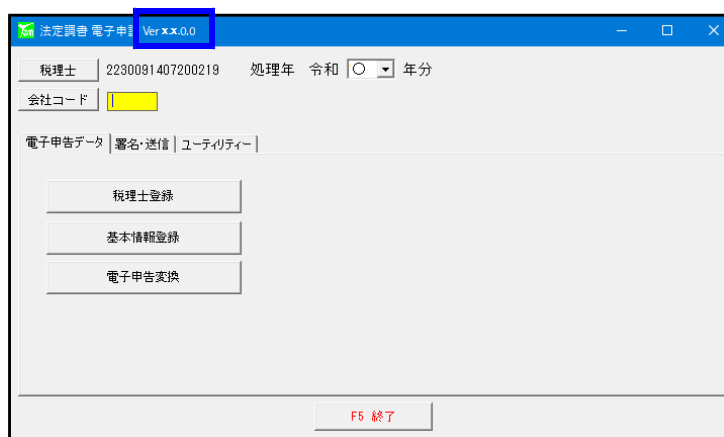 法定調書 電子申 Ver x.x.0.0
税理士 2230091407200219 処理年 令和 〇 年分
会社コード
電子申告データ 署名・送信 ユーティリティー
税理士登録
基本情報登録
電子申告変換
F5 終了